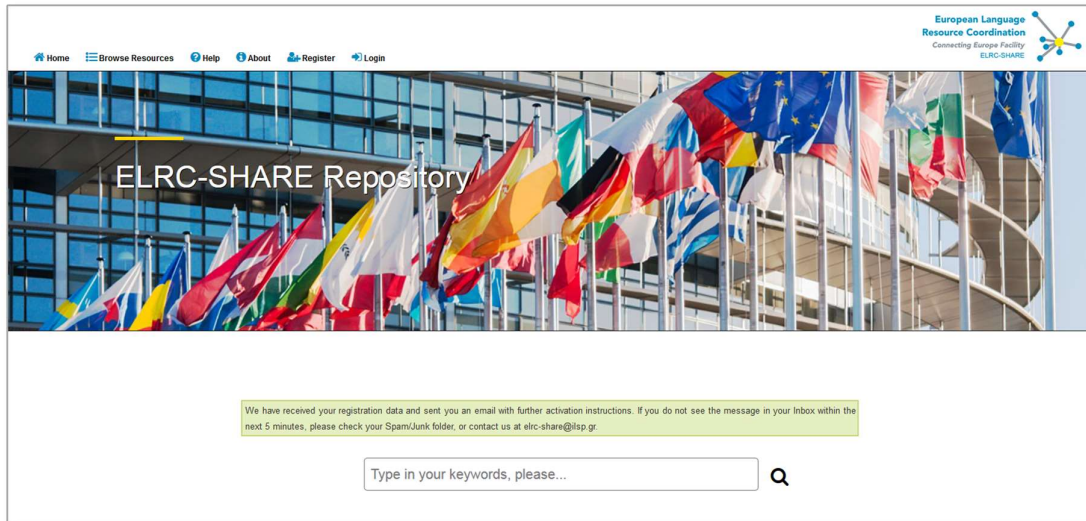 European Language
Resource Coordination
Connecting Europe Facility
ELRC-SHARE
Home Browse Resources Help About Register Login
ELRC-SHARE Repository
We have received your registration data and sent you an email with further activation instructions. If you do not see the message in your Inbox within the
next 5 minutes, please check your Spam/Junk folder, or contact us at elrc-share@ilsp.gr.
Type in your keywords, please...